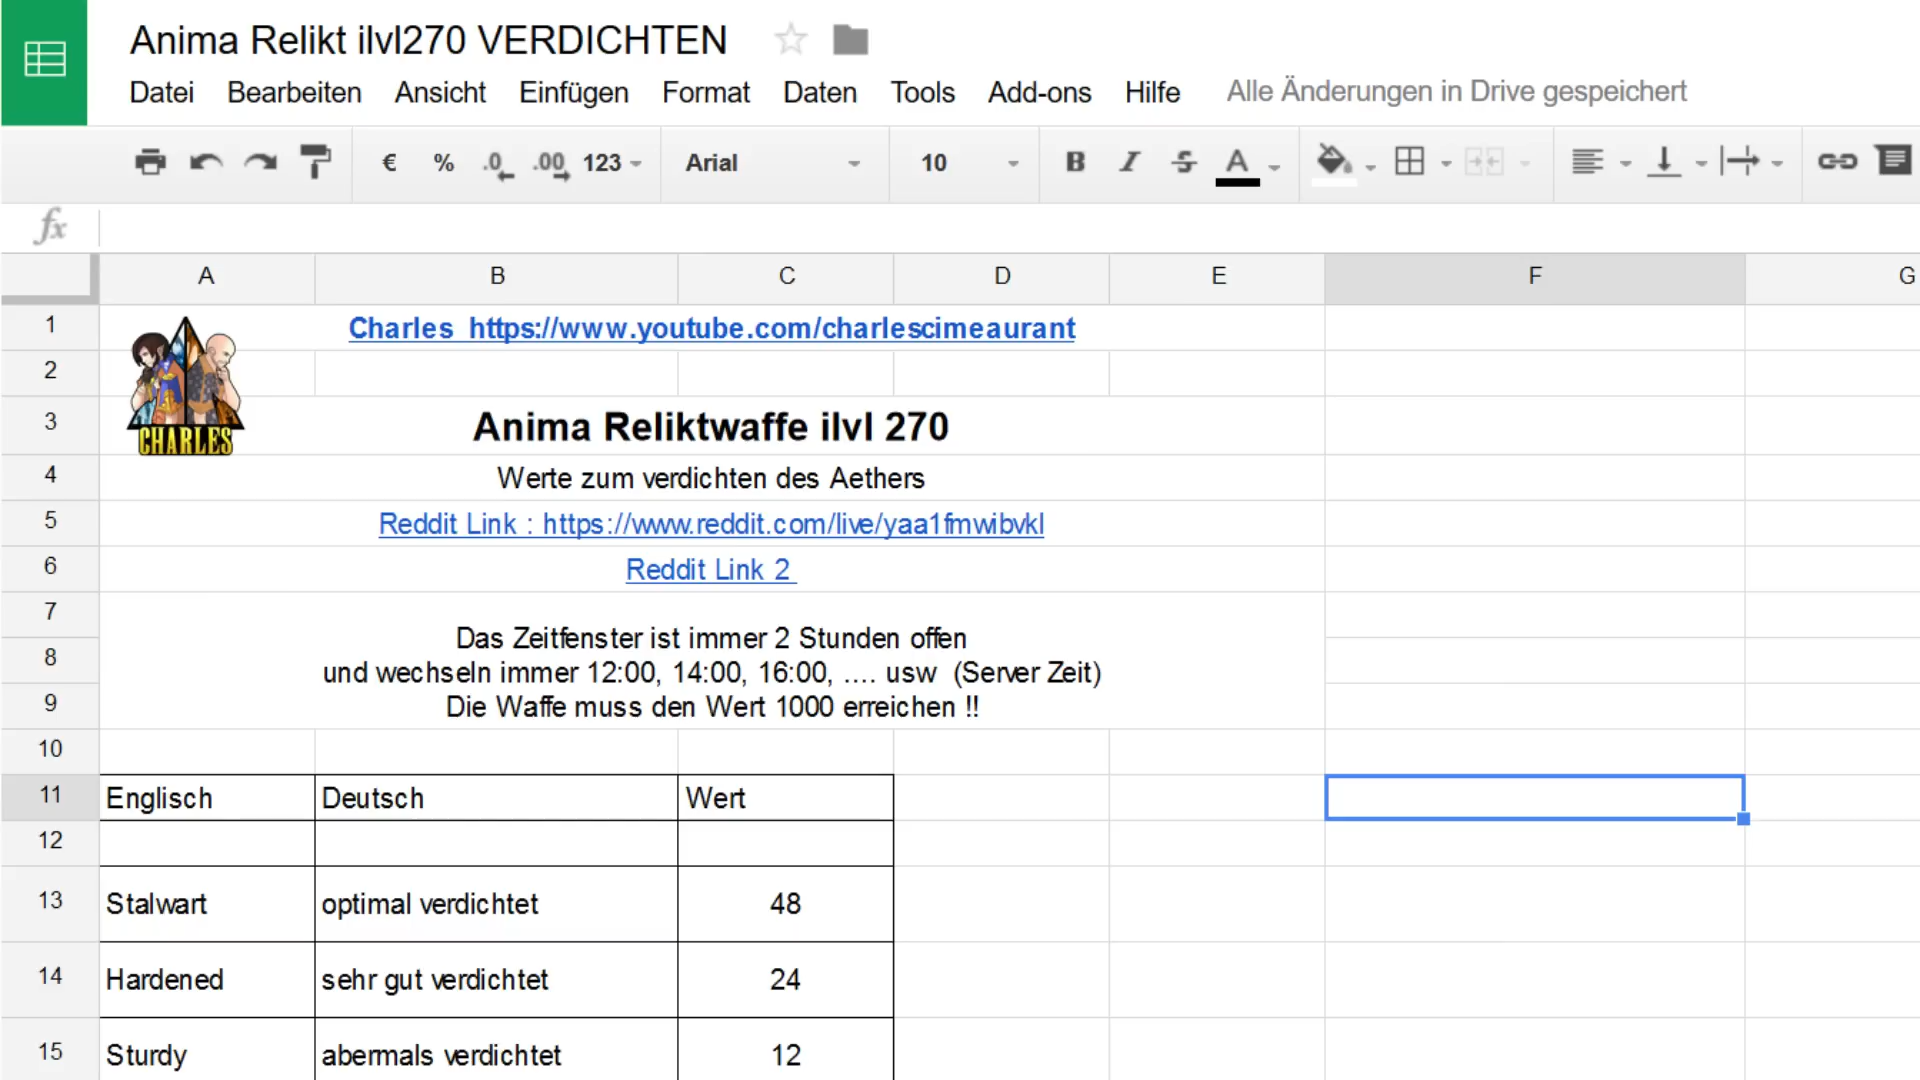 Anima Relikt ilvl270 VERDICHTEN
Datei Bearbeiten Ansicht Einfügen Format Daten Tools Add-ons Hilfe Alle Änderungen in Drive gespeichert
€ % .0 .00 123 Arial 10 B I S A
fx
A B C D E F G
1 Charles https://www.youtube.com/charlescimeaurant
2
CHARLES
3 Anima Reliktwaffe ilvl 270
4 Werte zum verdichten des Aethers
5 Reddit Link : https://www.reddit.com/live/yaa1fmwibvkl
6 Reddit Link 2
7
8
9
Das Zeitfenster ist immer 2 Stunden offen
und wechseln immer 12:00, 14:00, 16:00, .... usw (Server Zeit)
Die Waffe muss den Wert 1000 erreichen !!
10
11 Englisch Deutsch Wert
12
13 Stalwart optimal verdichtet 48
14 Hardened sehr gut verdichtet 24
15 Sturdy abermals verdichtet 12